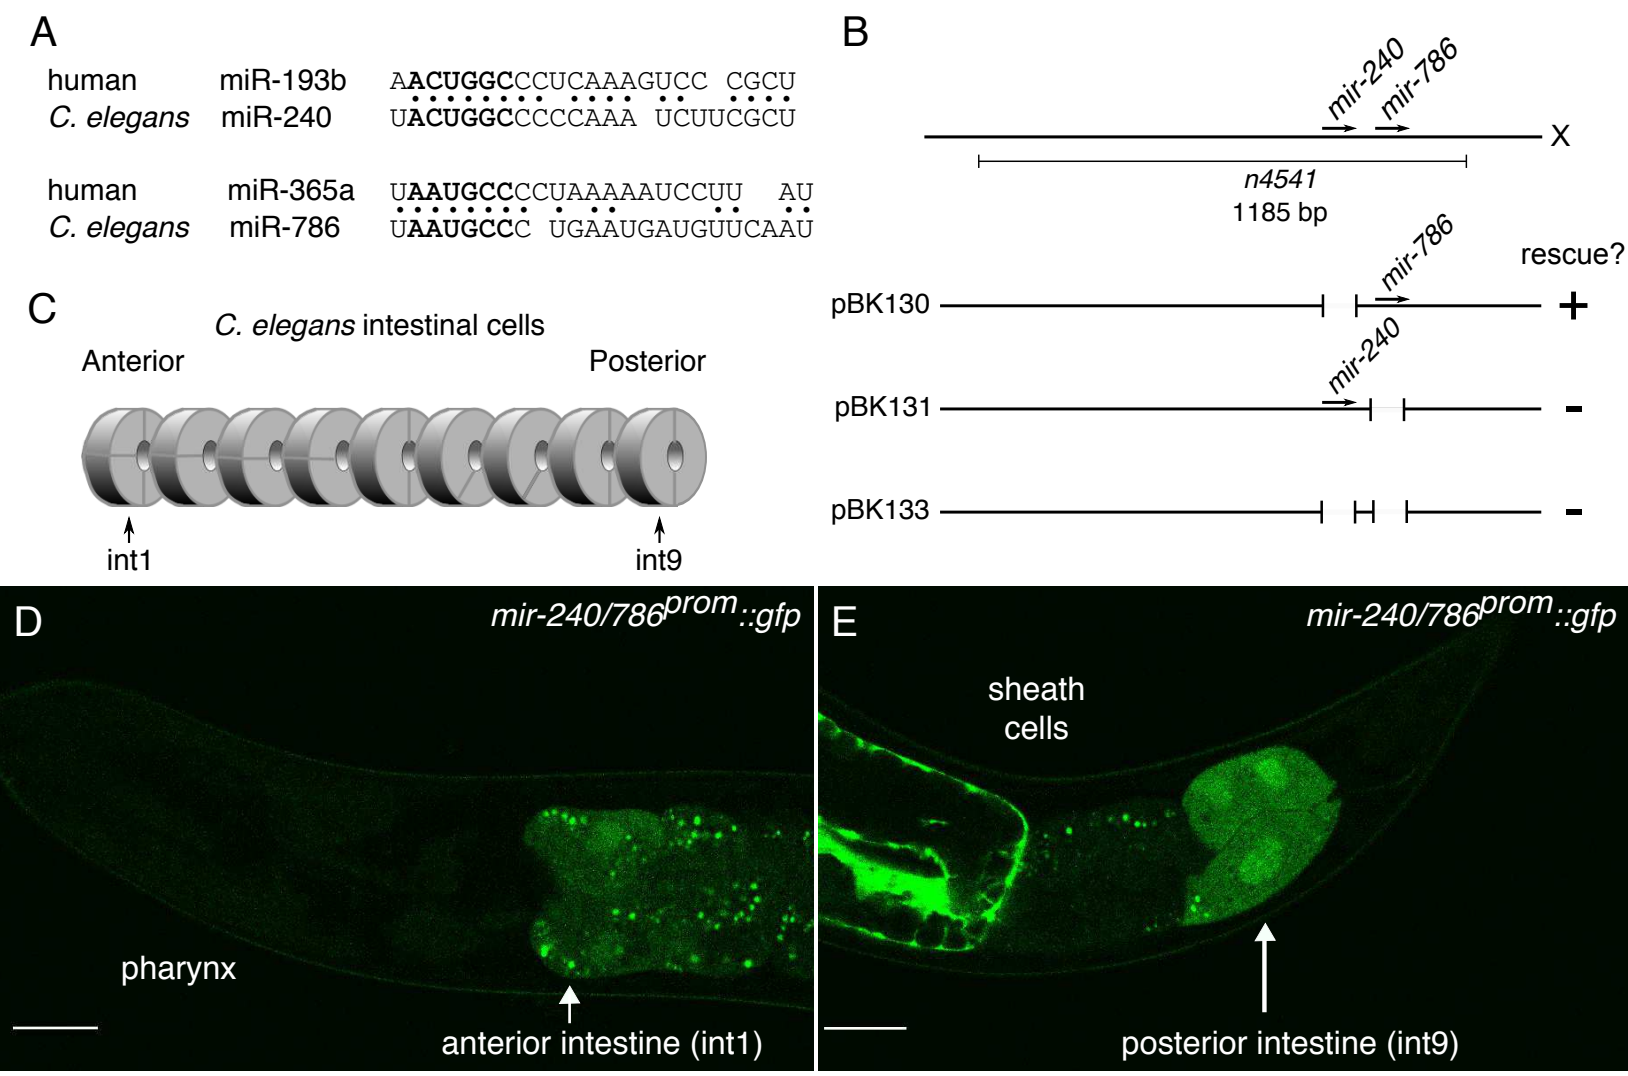 A
human miR-193b AACUGGCCCUCAAAGUCC CGCU
C. elegans miR-240 UACUGGCCCCCAAA UCUUCGCU
human miR-365a UAAUGCCCCUAAAAAUCCUU AU
C. elegans miR-786 UAAUGCCC UGAAUGAUGUUCAAU
B
mir-240 mir-786
X
n4541
1185 bp
rescue?
mir-786
pBK130 +
mir-240
pBK131 -
pBK133 -
C
C. elegans intestinal cells
Anterior Posterior
int1 int9
D mir-240/786prom::gfp
pharynx
anterior intestine (int1)
E mir-240/786prom::gfp
sheath
cells
posterior intestine (int9)